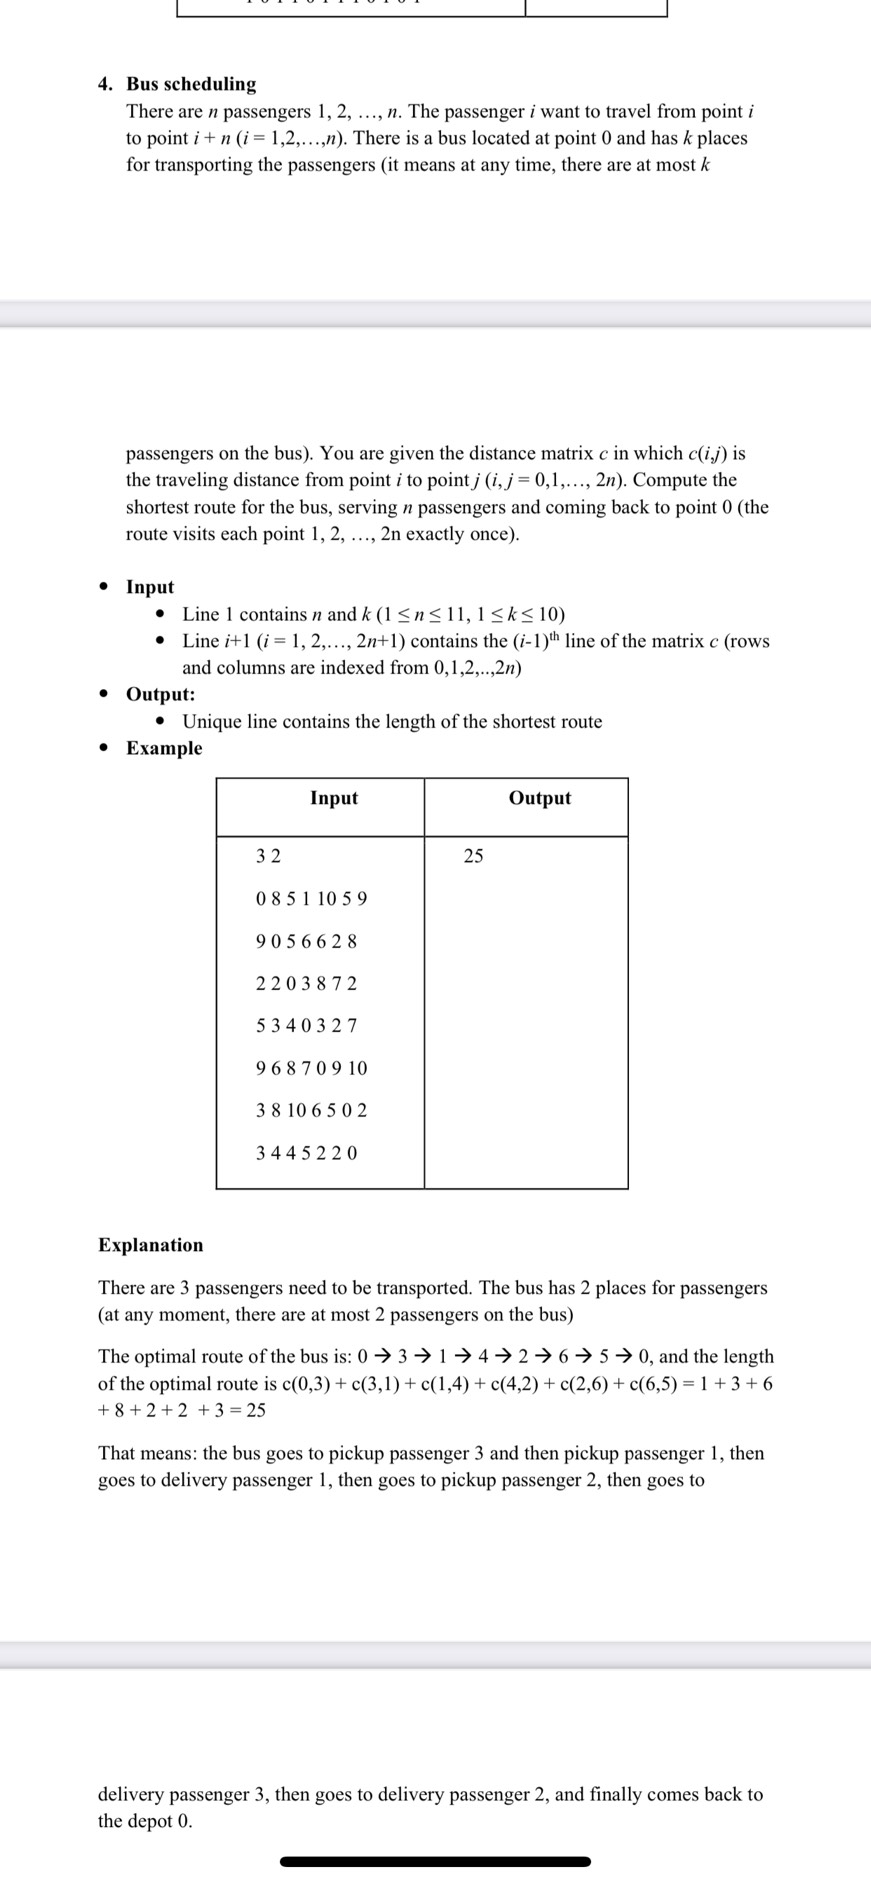 4. Bus scheduling
There are n passengers 1, 2, …, n. The passenger i want to travel from point i
to point i + n (i = 1,2,…,n). There is a bus located at point 0 and has k places
for transporting the passengers (it means at any time, there are at most k
passengers on the bus). You are given the distance matrix c in which c(i,j) is
the traveling distance from point i to point j (i, j = 0,1,…, 2n). Compute the
shortest route for the bus, serving n passengers and coming back to point 0 (the
route visits each point 1, 2, …, 2n exactly once).
• Input
• Line 1 contains n and k (1 ≤ n ≤ 11, 1 ≤ k ≤ 10)
• Line i+1 (i = 1, 2,…, 2n+1) contains the (i-1)th line of the matrix c (rows
and columns are indexed from 0,1,2,..,2n)
• Output:
• Unique line contains the length of the shortest route
• Example
Input Output
3 2 25
0 8 5 1 10 5 9
9 0 5 6 6 2 8
2 2 0 3 8 7 2
5 3 4 0 3 2 7
9 6 8 7 0 9 10
3 8 10 6 5 0 2
3 4 4 5 2 2 0
Explanation
There are 3 passengers need to be transported. The bus has 2 places for passengers
(at any moment, there are at most 2 passengers on the bus)
The optimal route of the bus is: 0 → 3 → 1 → 4 → 2 → 6 → 5 → 0, and the length
of the optimal route is c(0,3) + c(3,1) + c(1,4) + c(4,2) + c(2,6) + c(6,5) = 1 + 3 + 6
+ 8 + 2 + 2 + 3 = 25
That means: the bus goes to pickup passenger 3 and then pickup passenger 1, then
goes to delivery passenger 1, then goes to pickup passenger 2, then goes to
delivery passenger 3, then goes to delivery passenger 2, and finally comes back to
the depot 0.